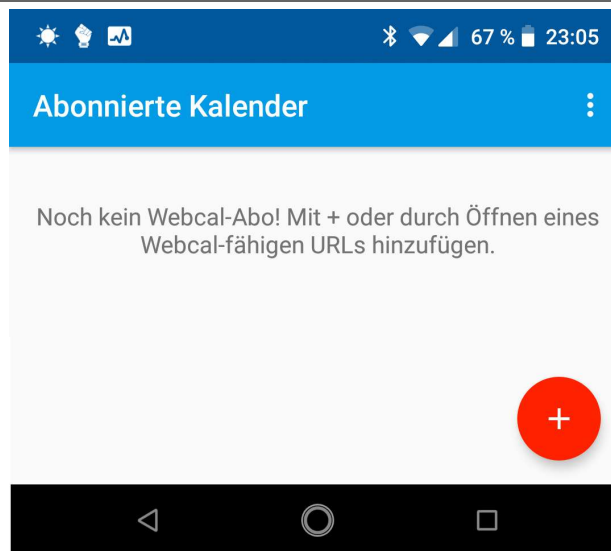 67 % 23:05
Abonnierte Kalender
Noch kein Webcal-Abo! Mit + oder durch Öffnen eines
Webcal-fähigen URLs hinzufügen.
+